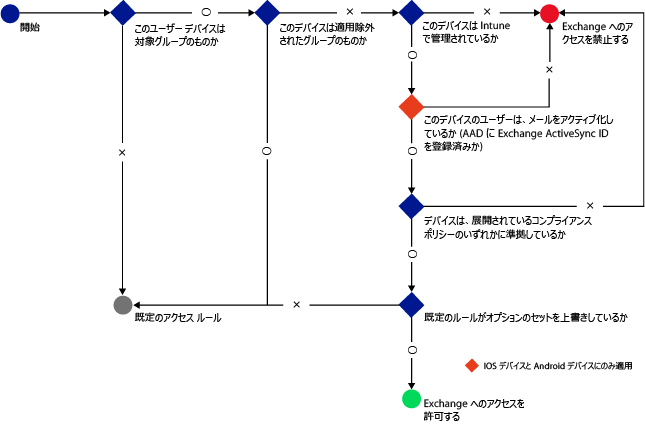 開始
○
このユーザー デバイスは
対象グループのものか
×
このデバイスは適用除外
されたグループのものか
×
このデバイスは Intune
で管理されているか
×
Exchange へのア
クセスを禁止する
○
×
このデバイスのユーザーは、メールをアクティブ化し
ているか (AAD に Exchange ActiveSync ID
を登録済みか)
×
○
○
×
デバイスは、展開されているコンプライアンス
ポリシーのいずれかに準拠しているか
○
既定のアクセス ルール
×
既定のルールがオプションのセットを上書きしているか
○
IOS デバイスと Android デバイスにのみ適用
Exchange へのアクセスを
許可する